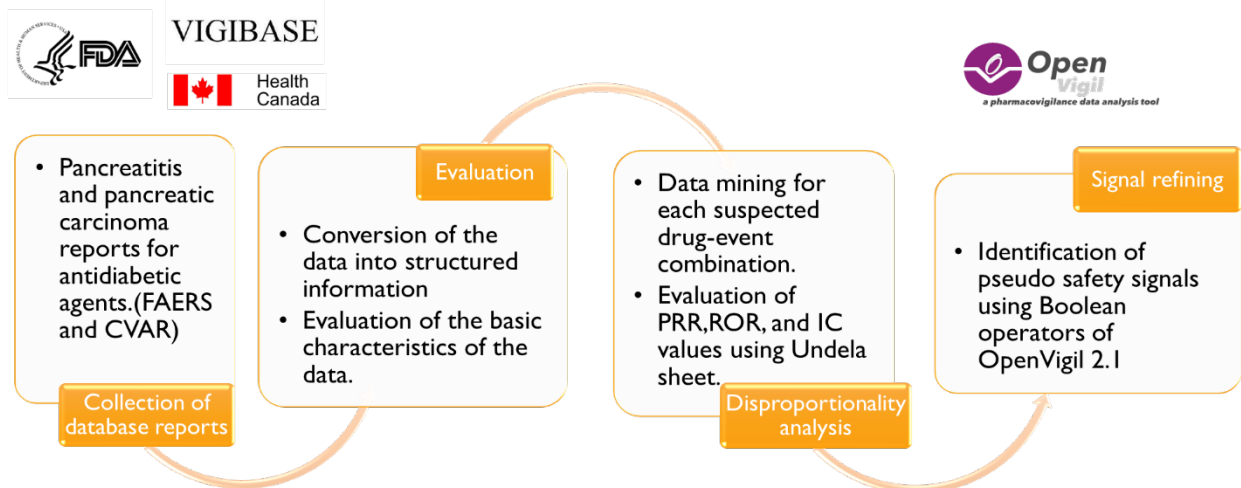 FDA
VIGIBASE
Health
Canada
Open
Vigil
a pharmacovigilance data analysis tool
• Pancreatitis
and pancreatic
carcinoma
reports for
antidiabetic
agents.(FAERS
and CVAR)
Collection of
database reports
Evaluation
• Conversion of the
data into structured
information
• Evaluation of the basic
characteristics of the
data.
• Data mining for
each suspected
drug-event
combination.
• Evaluation of
PRR,ROR, and IC
values using Undela
sheet.
Disproportionality
analysis
Signal refining
• Identification of
pseudo safety signals
using Boolean
operators of
OpenVigil 2.1